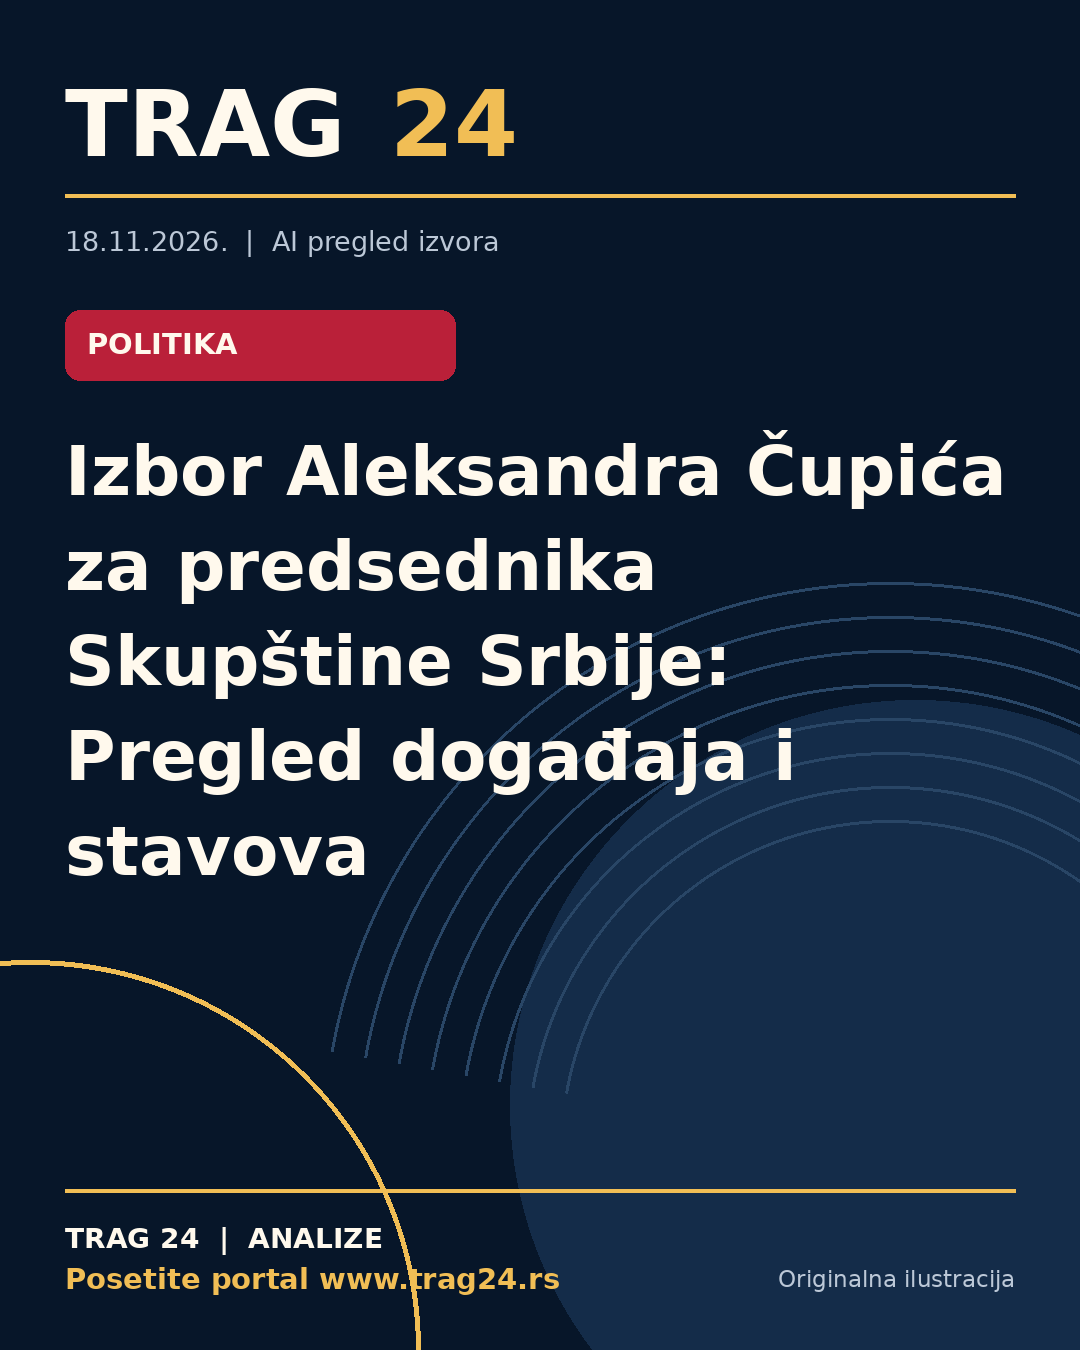 TRAG 24
18.11.2026. | AI pregled izvora
POLITIKA
Izbor Aleksandra Čupića
za predsednika
Skupštine Srbije:
Pregled događaja i
stavova
TRAG 24 | ANALIZE
Posetite portal www.trag24.rs
Originalna ilustracija